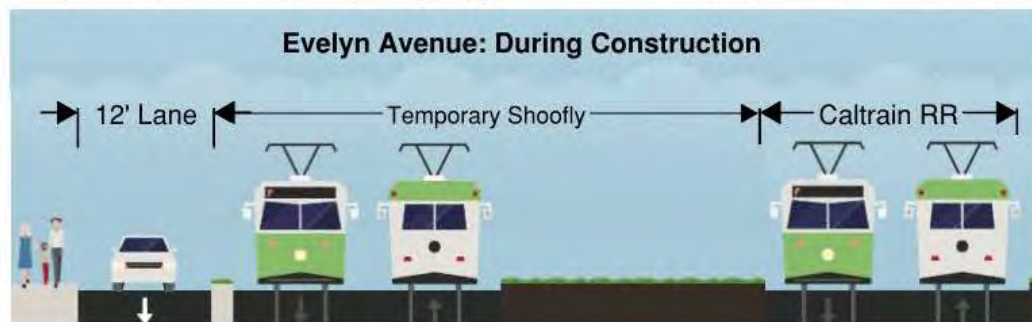 Evelyn Avenue: During Construction
12' Lane
Temporary Shoofly
Caltrain RR